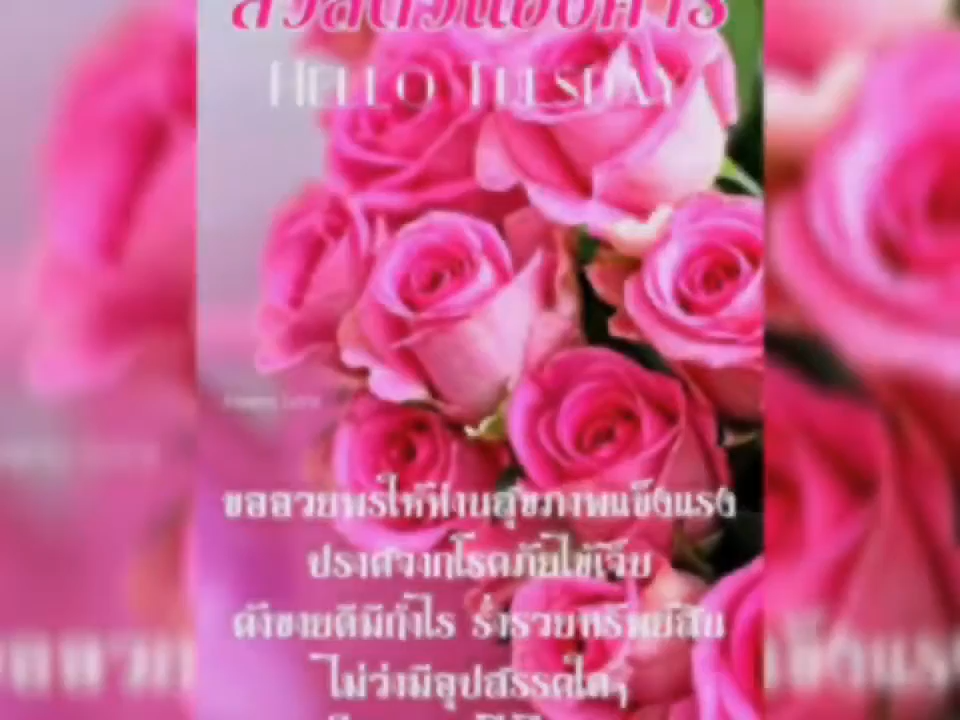 สวัสดีวันอังคาร
HELLO TUESDAY
ขออวยพรให้ท่านสุขภาพแข็งแรง
ปราศจากโรคภัยไข้เจ็บ
ค้าขายดีมีกำไร ร่ำรวยทรัพย์สิน
ไม่ว่ามีอุปสรรคใดๆ